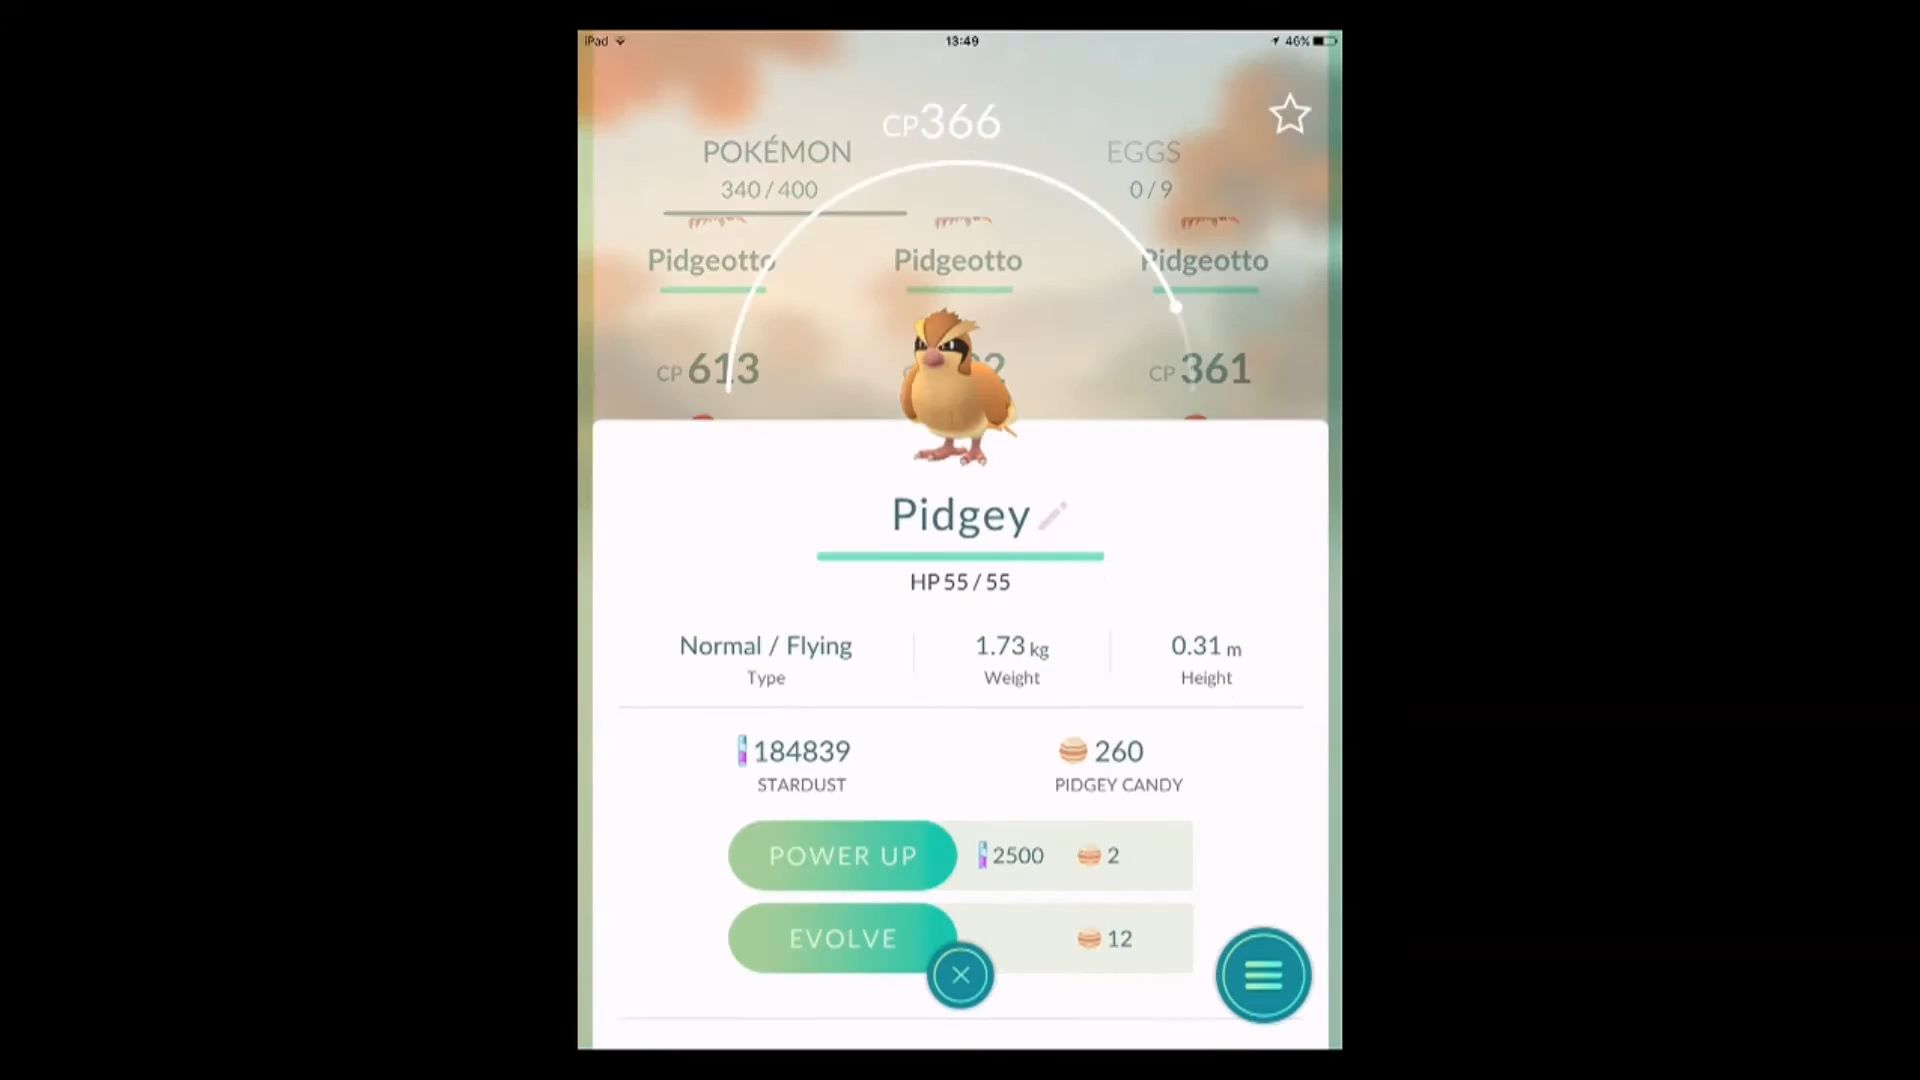 iPad 13:49 46%
CP366
POKÉMON EGGS
340 / 400 0 / 9
Pidgeotto Pidgeotto Pidgeotto
CP 613 CP 361
Pidgey
HP 55 / 55
Normal / Flying 1.73 kg 0.31 m
Type Weight Height
184839 260
STARDUST PIDGEY CANDY
POWER UP 2500 2
EVOLVE 12